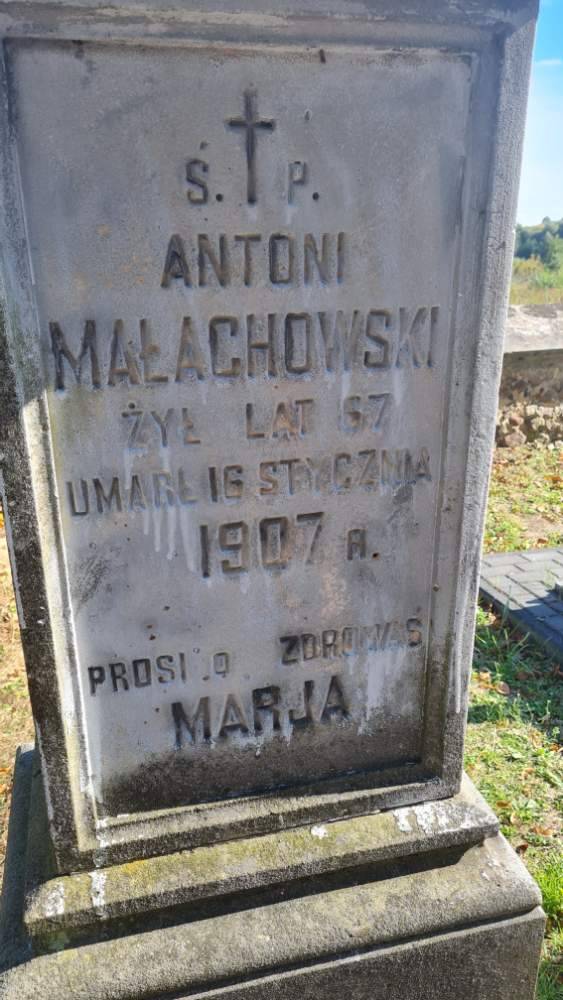 Ś. P.
ANTONI
MAŁACHOWSKI
ŻYŁ LAT 67
UMARŁ 16 STYCZNIA
1907 R.
PROSI O ZDROWAŚ
MARJA